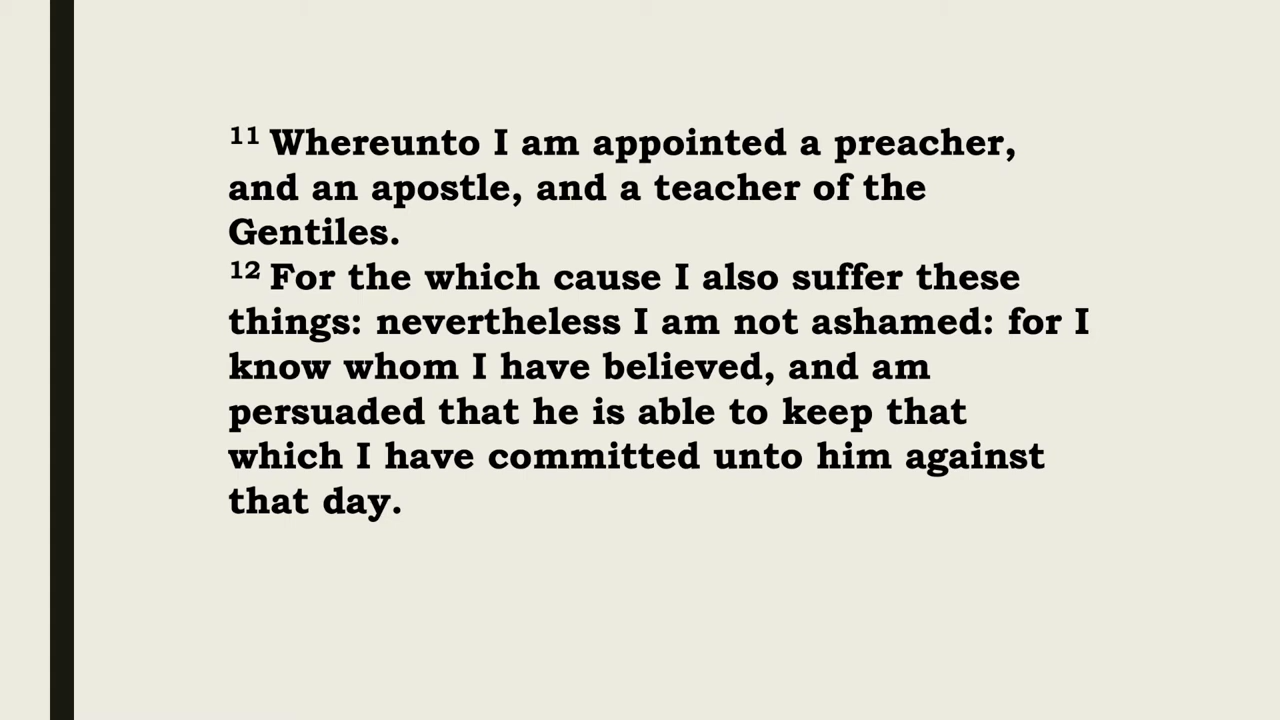 11 Whereunto I am appointed a preacher,
and an apostle, and a teacher of the
Gentiles.
12 For the which cause I also suffer these
things: nevertheless I am not ashamed: for I
know whom I have believed, and am
persuaded that he is able to keep that
which I have committed unto him against
that day.